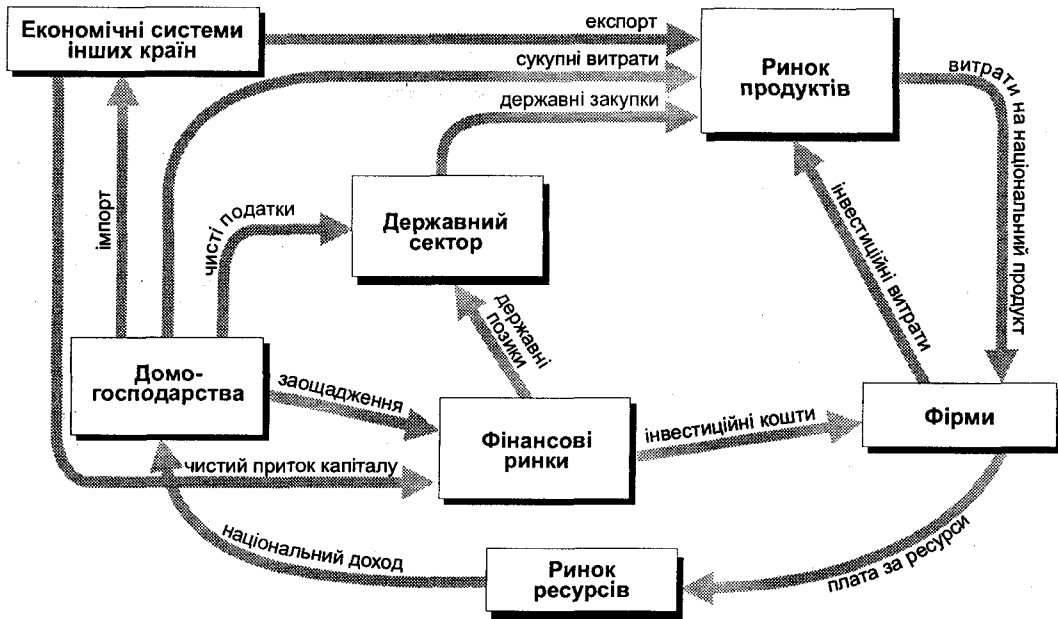 Економічні системи
інших країн
експорт
сукупні витрати
державні закупки
Ринок
продуктів
витрати на національний продукт
імпорт
чисті податки
Державний
сектор
інвестиційні витрати
державні
позики
Домо-
господарства
заощадження
Фінансові
ринки
інвестиційні кошти
Фірми
чистий приток капіталу
національний доход
Ринок
ресурсів
плата за ресурси